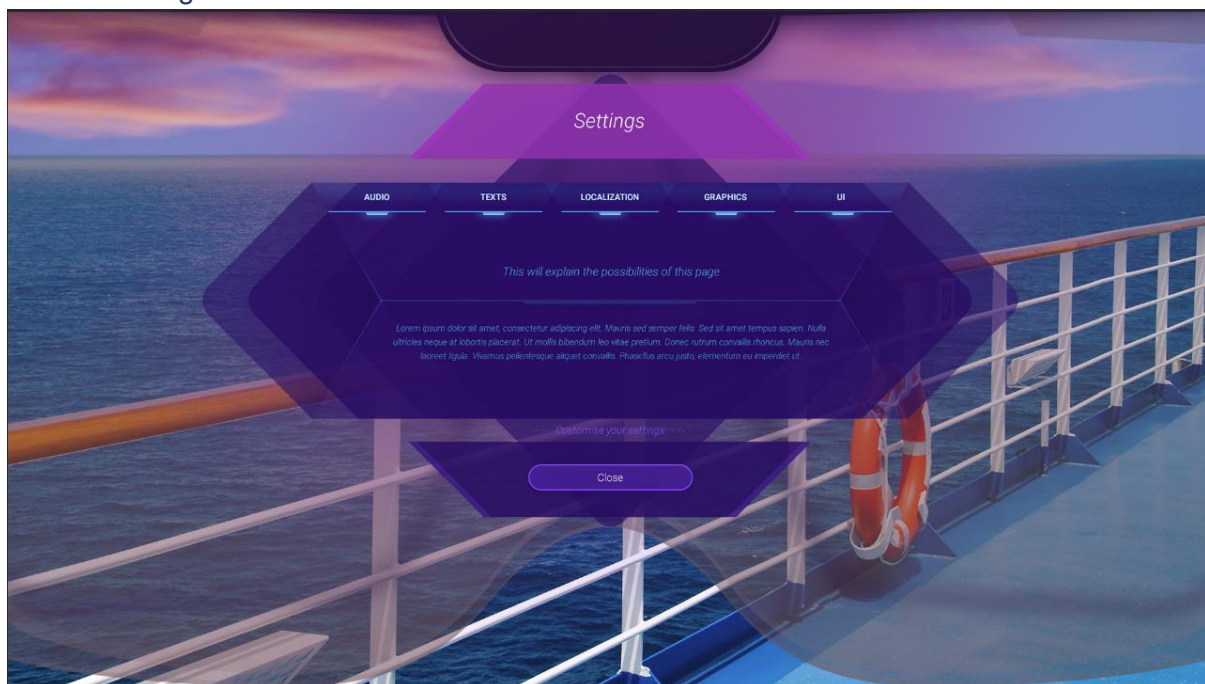 Settings
AUDIO TEXTS LOCALIZATION GRAPHICS UI
This will explain the possibilities of this page
Lorem ipsum dolor sit amet, consectetur adipiscing elit. Mauris sed semper felis. Sed sit amet tempus sapien. Nulla
ultricies neque at lobortis placerat. Ut mollis bibendum leo vitae pretium. Donec rutrum convallis rhoncus. Mauris nec
laoreet ligula. Vivamus pellentesque aliquet convallis. Phasellus arcu justo, elementum eu imperdiet ut.
Customise your settings
Close